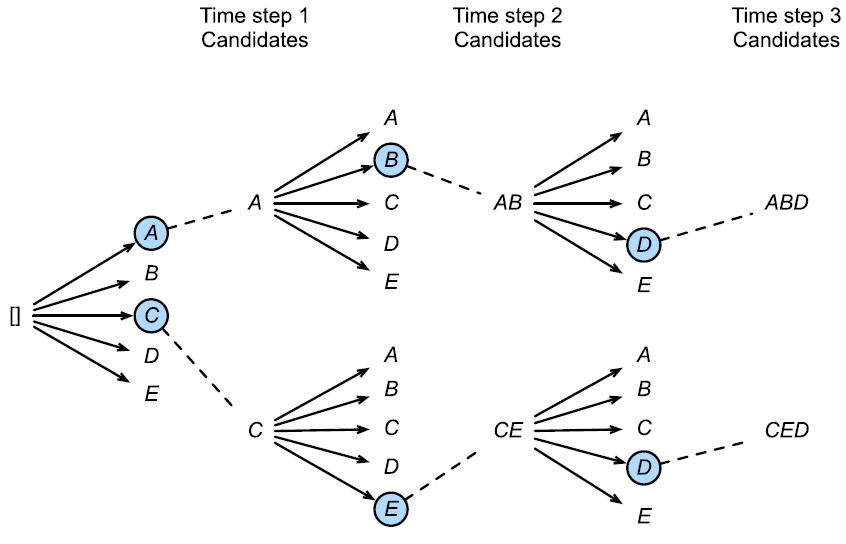 Time step 1
Candidates
Time step 2
Candidates
Time step 3
Candidates
[]
A
B
C
D
E
A
A
B
C
D
E
AB
A
B
C
D
E
ABD
C
A
B
C
D
E
CE
A
B
C
D
E
CED